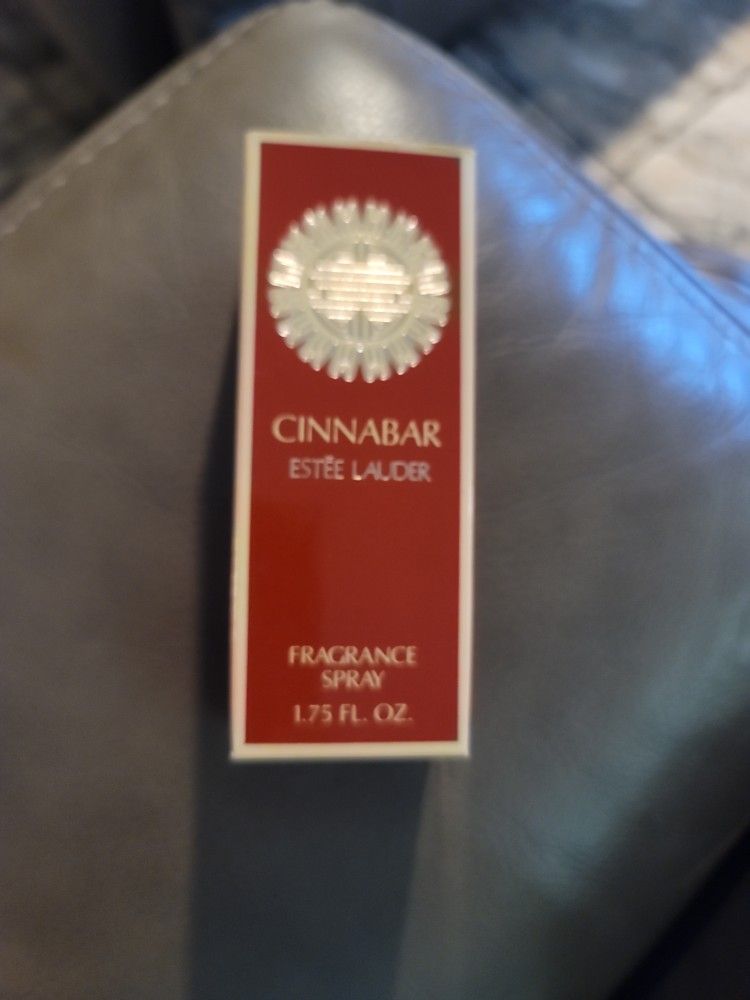 CINNABAR
ESTĒE LAUDER
FRAGRANCE
SPRAY
1.75 FL. OZ.